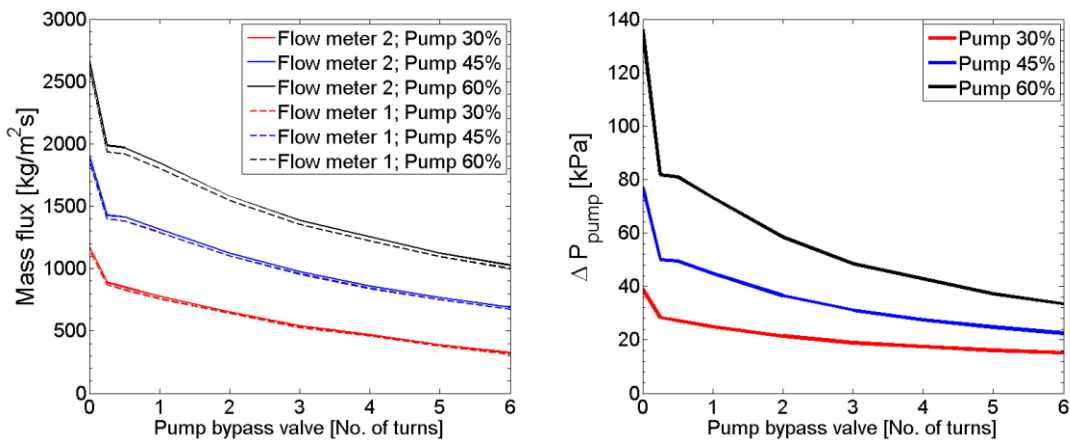 3000
2500
2000
1500
1000
500
0
Mass flux [kg/m²s]
Flow meter 2; Pump 30%
Flow meter 2; Pump 45%
Flow meter 2; Pump 60%
Flow meter 1; Pump 30%
Flow meter 1; Pump 45%
Flow meter 1; Pump 60%
0 1 2 3 4 5 6
Pump bypass valve [No. of turns]
140
120
100
80
60
40
20
0
Δ P_pump [kPa]
Pump 30%
Pump 45%
Pump 60%
0 1 2 3 4 5 6
Pump bypass valve [No. of turns]